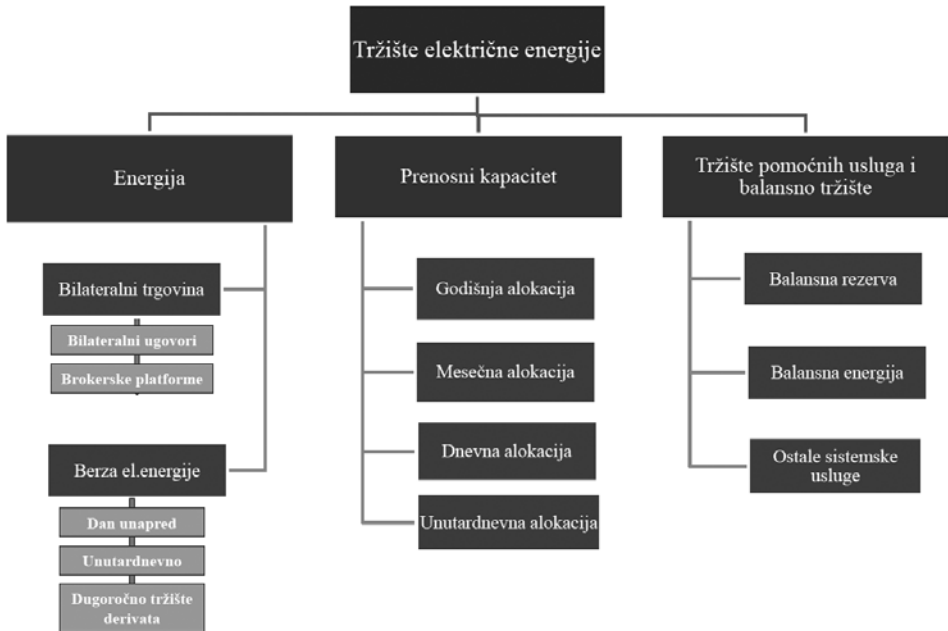 Tržište električne energije
Energija
Bilateralni trgovina
Bilateralni ugovori
Brokerske platforme
Berza el.energije
Dan unapred
Unutardnevno
Dugoročno tržište
derivata
Prenosni kapacitet
Godišnja alokacija
Mesečna alokacija
Dnevna alokacija
Unutardnevna alokacija
Tržište pomoćnih usluga i
balansno tržište
Balansna rezerva
Balansna energija
Ostale sistemske
usluge